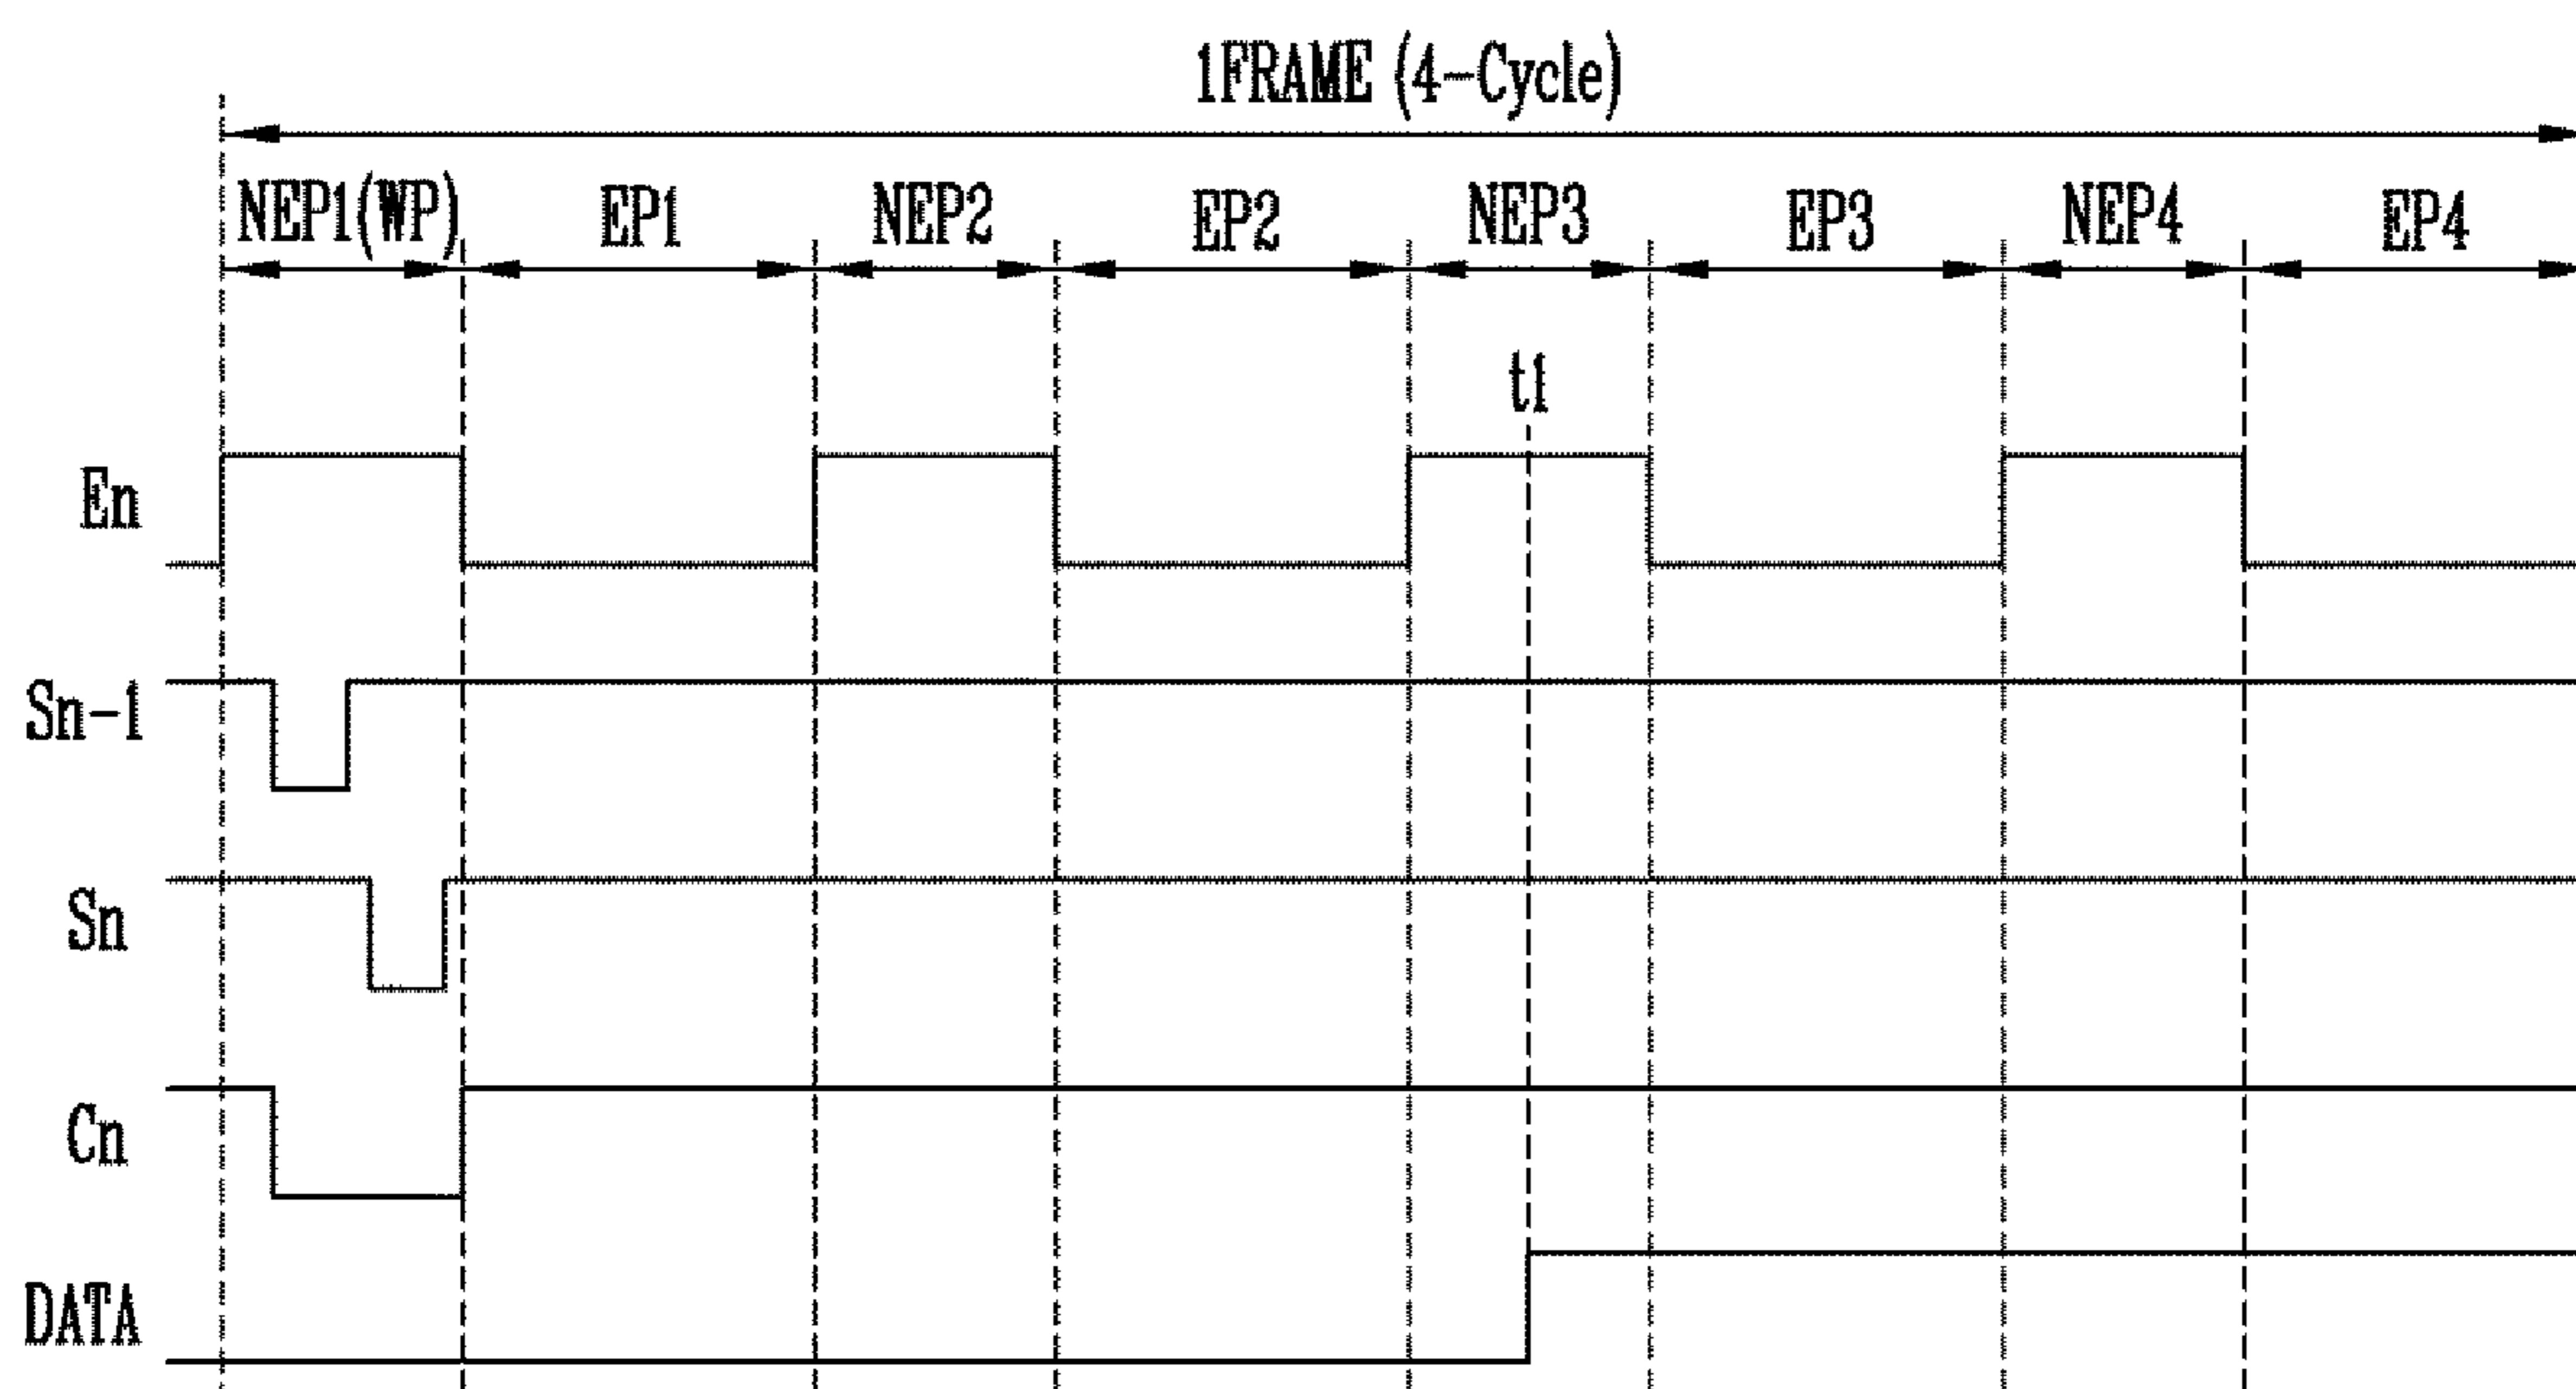 1FRAME (4-Cycle)
NEP1(WP) EP1 NEP2 EP2 NEP3 EP3 NEP4 EP4
t1
En
Sn-1
Sn
Cn
DATA